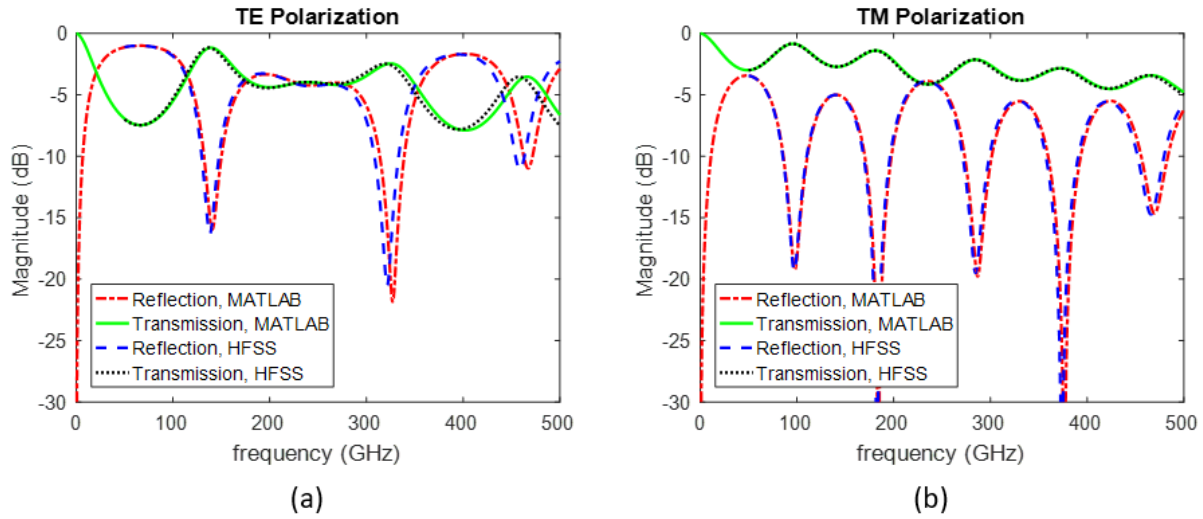 TE Polarization
0
-5
-10
-15
-20
-25
-30
Magnitude (dB)
Reflection, MATLAB
Transmission, MATLAB
Reflection, HFSS
Transmission, HFSS
0 100 200 300 400 500
frequency (GHz)
(a)
TM Polarization
0
-5
-10
-15
-20
-25
-30
Magnitude (dB)
Reflection, MATLAB
Transmission, MATLAB
Reflection, HFSS
Transmission, HFSS
0 100 200 300 400 500
frequency (GHz)
(b)